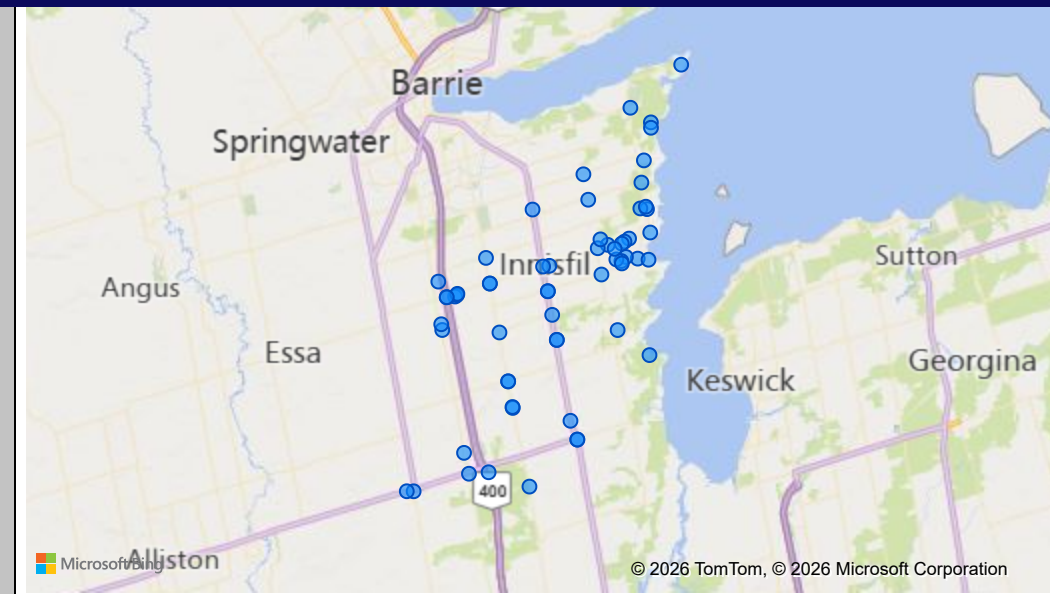 Barrie
Springwater
Sutton
Innisfil
Angus
Essa
Georgina
Keswick
400
Alliston
Microsoft Bing
© 2026 TomTom, © 2026 Microsoft Corporation